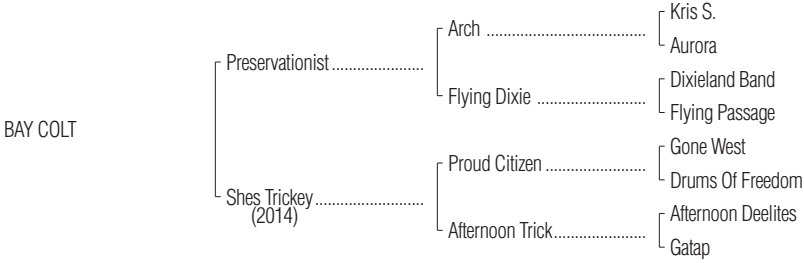 Kris S.
Arch ......................................
Aurora
Preservationist ......................
Dixieland Band
Flying Dixie ..........................
Flying Passage
BAY COLT
Gone West
Proud Citizen ........................
Drums Of Freedom
Shes Trickey ..........................
(2014)
Afternoon Deelites
Afternoon Trick ......................
Gatap